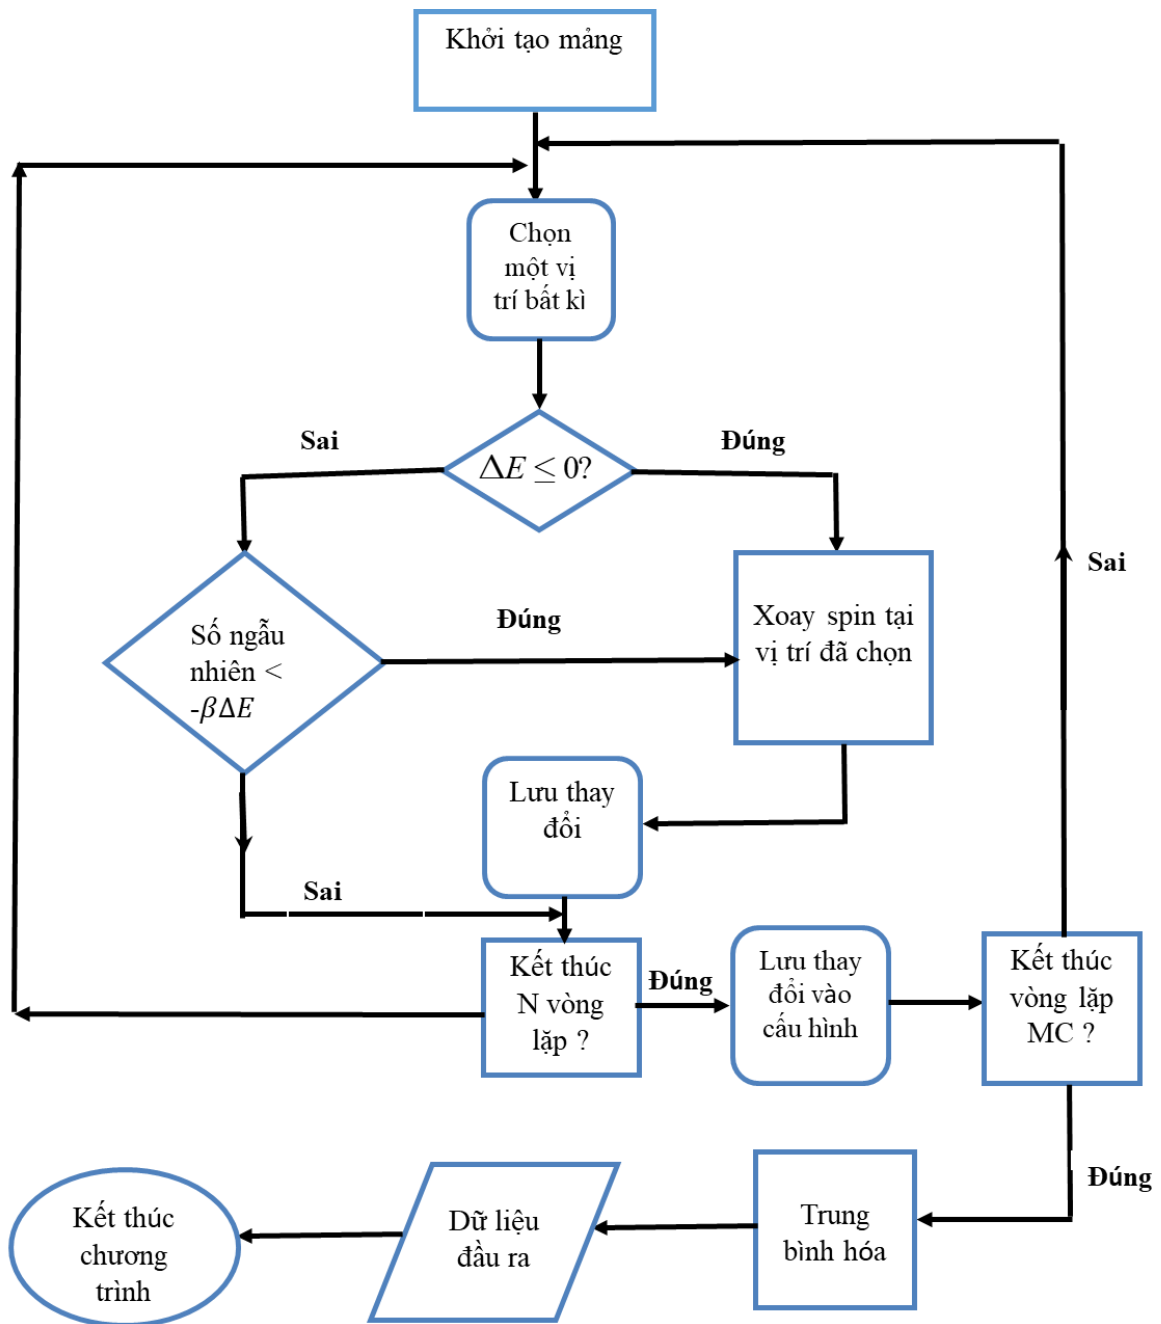 Khởi tạo mảng
Chọn
một vị
trí bất kì
Sai
Đúng
ΔE ≤ 0?
Sai
Số ngẫu
nhiên <
-βΔE
Đúng
Xoay spin tại
vị trí đã chọn
Lưu thay
đổi
Sai
Kết thúc
N vòng
lặp ?
Đúng
Lưu thay
đổi vào
cấu hình
Kết thúc
vòng lặp
MC ?
Đúng
Trung
bình hóa
Dữ liệu
đầu ra
Kết thúc
chương
trình